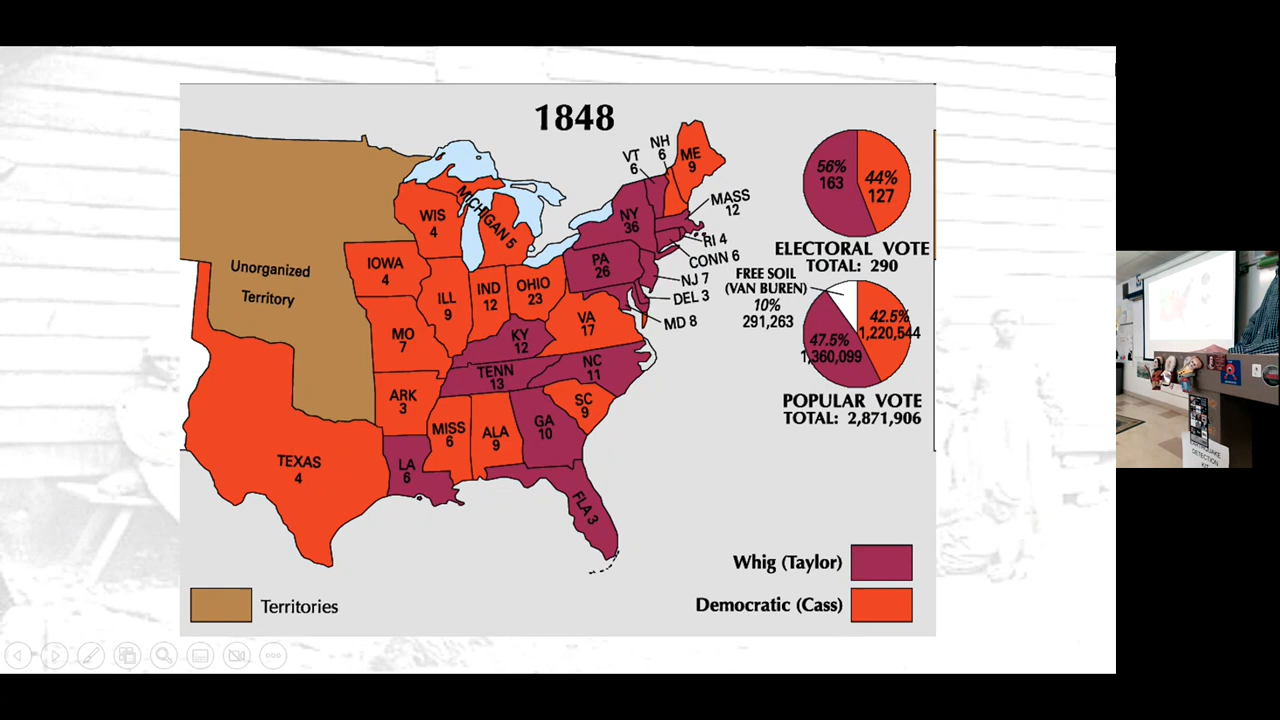 1848
VT
6
NH
6
ME
9
MASS
12
RI 4
CONN 6
NJ 7
DEL 3
MD 8
NY
36
PA
26
WIS
4
MICHIGAN 5
IOWA
4
ILL
9
IND
12
OHIO
23
MO
7
KY
12
VA
17
TENN
13
NC
11
ARK
3
SC
9
MISS
6
ALA
9
GA
10
LA
6
FLA 3
TEXAS
4
Unorganized
Territory
56%
163
44%
127
ELECTORAL VOTE
TOTAL: 290
FREE SOIL
(VAN BUREN)
10%
291,263
42.5%
1,220,544
47.5%
1,360,099
POPULAR VOTE
TOTAL: 2,871,906
Whig (Taylor)
Democratic (Cass)
Territories
DETECTION